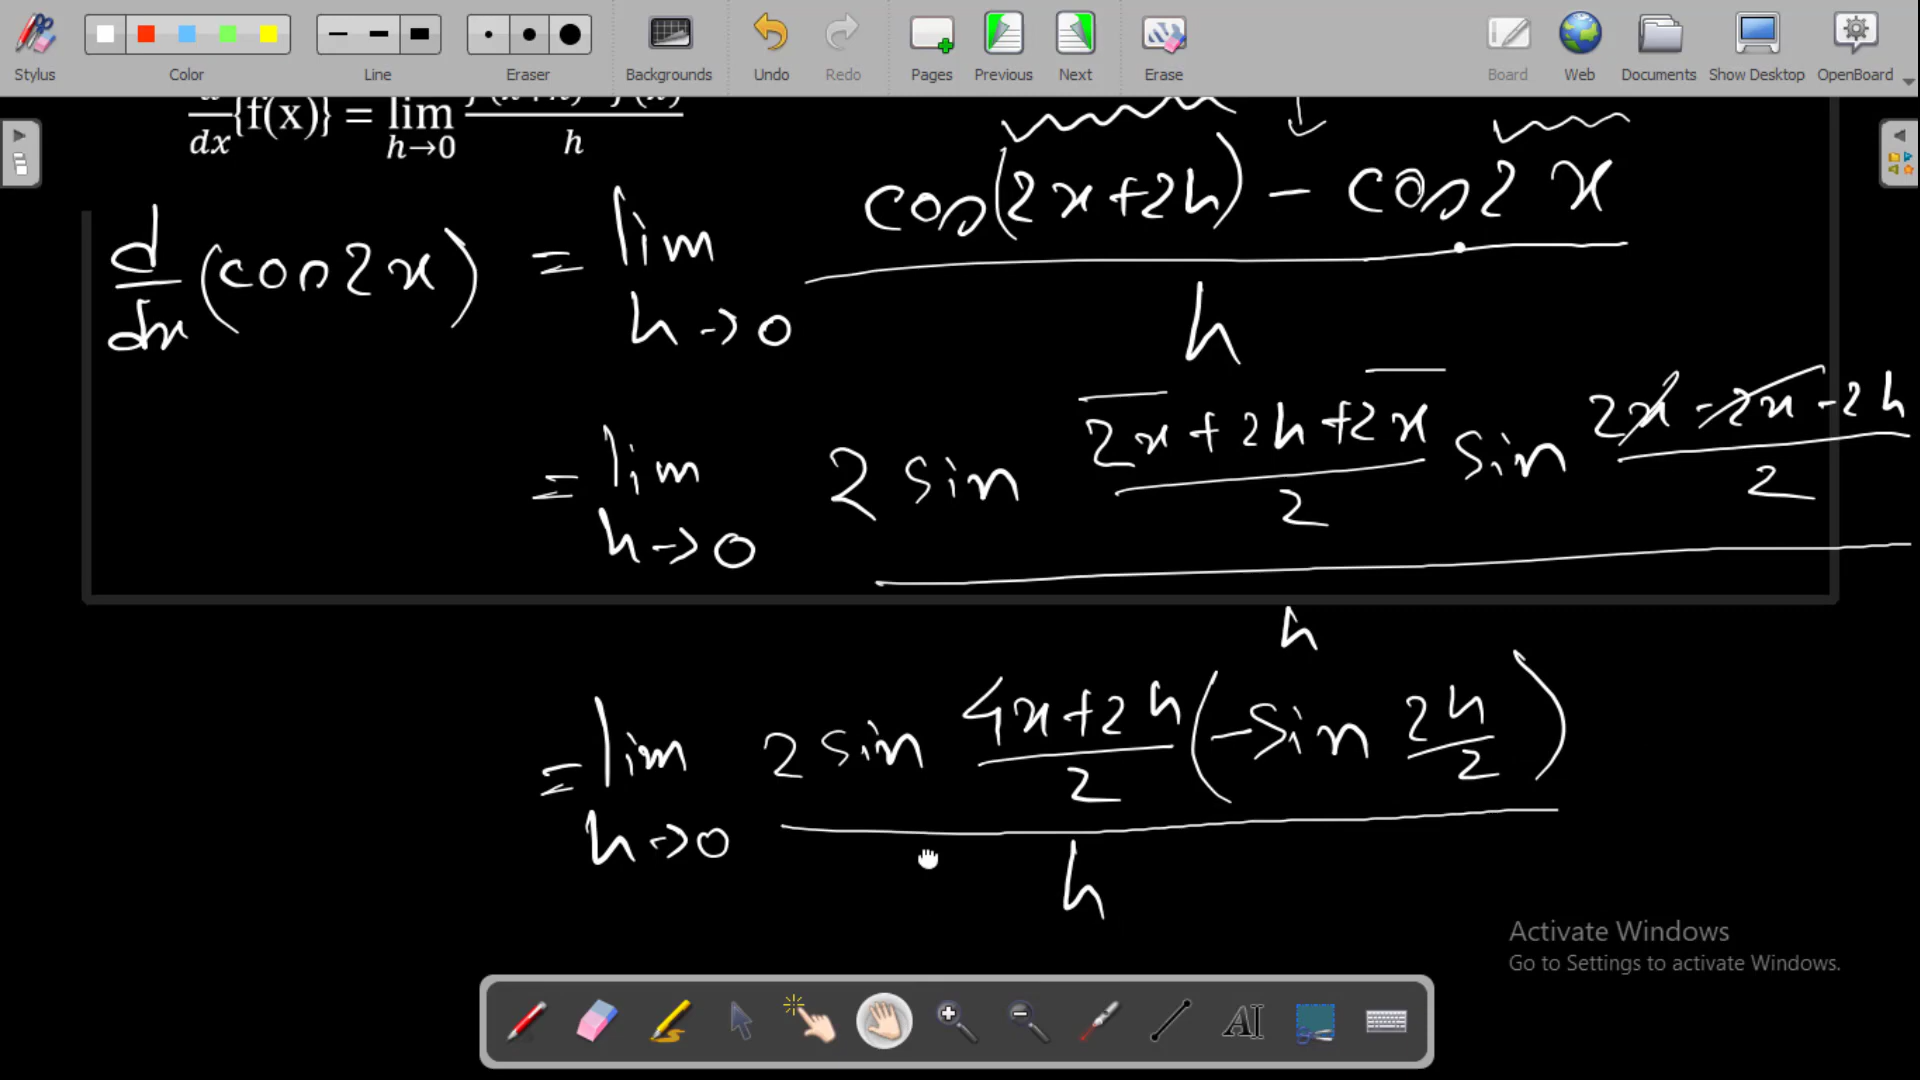 Stylus Color Line Eraser Backgrounds Undo Redo Pages Previous Next Erase Board Web Documents Show Desktop OpenBoard
d/dx {f(x)} = lim h→0 f(x+h)−f(x) / h
d/dx (cos2x) = lim h→0 cos(2x+2h) − cos2x / h
= lim h→0 2 sin 2x+2h+2x / 2 sin 2x-2x-2h / 2 / h
= lim h→0 2 sin 4x+2h / 2 (-sin 2h / 2) / h
Activate Windows
Go to Settings to activate Windows.